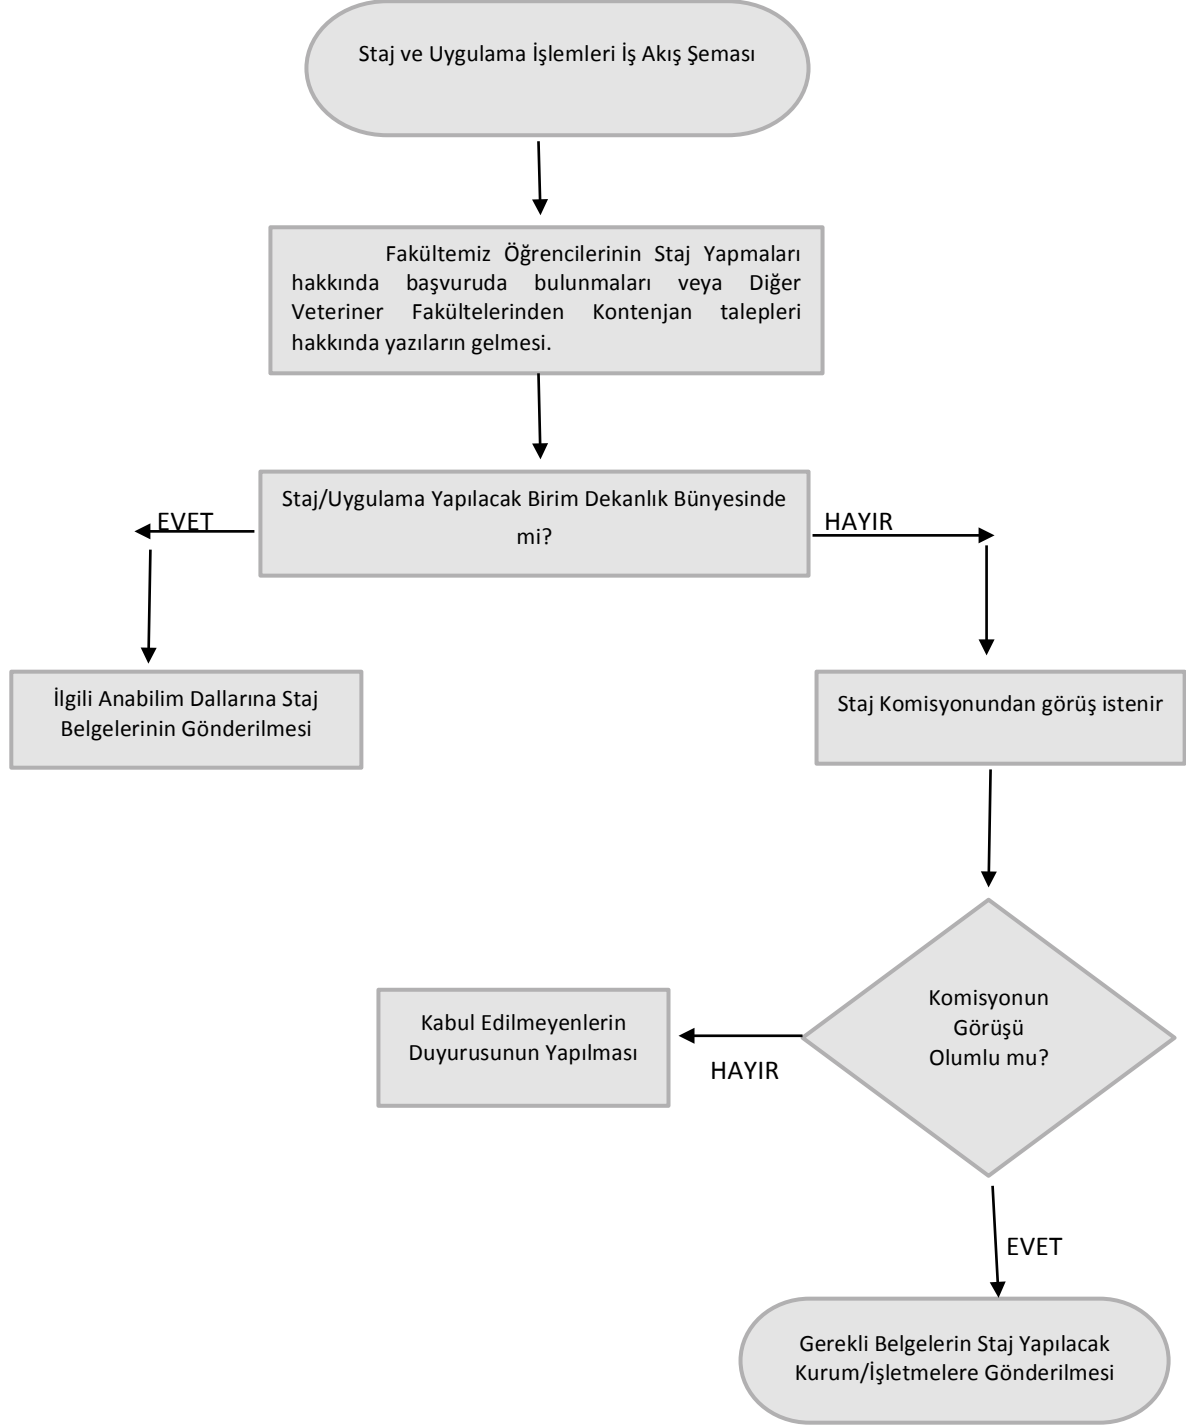 Staj ve Uygulama İşlemleri İş Akış Şeması
Fakültemiz Öğrencilerinin Staj Yapmaları
hakkında başvuruda bulunmaları veya Diğer
Veteriner Fakültelerinden Kontenjan talepleri
hakkında yazıların gelmesi.
Staj/Uygulama Yapılacak Birim Dekanlık Bünyesinde
mi?
EVET
HAYIR
İlgili Anabilim Dallarına Staj
Belgelerinin Gönderilmesi
Staj Komisyonundan görüş istenir
Komisyonun
Görüşü
Olumlu mu?
Kabul Edilmeyenlerin
Duyurusunun Yapılması
HAYIR
EVET
Gerekli Belgelerin Staj Yapılacak
Kurum/İşletmelere Gönderilmesi